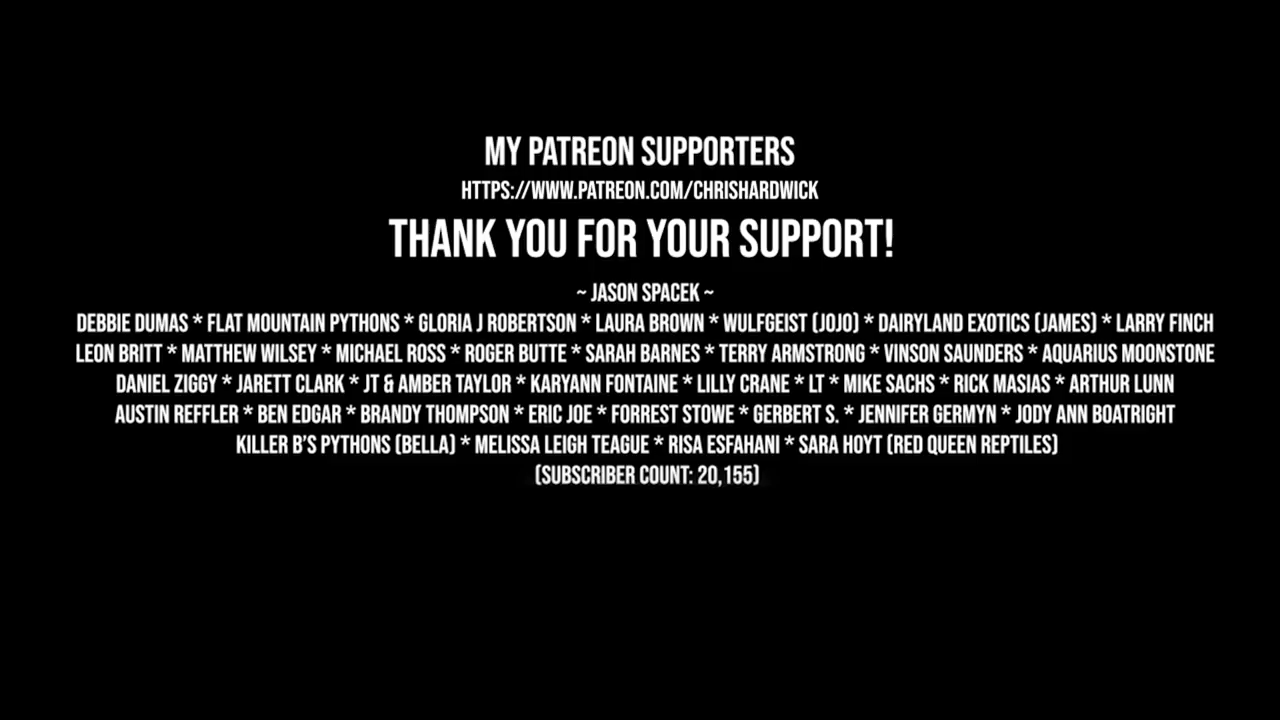 MY PATREON SUPPORTERS
HTTPS://WWW.PATREON.COM/CHRISHARDWICK
THANK YOU FOR YOUR SUPPORT!
~ JASON SPACEK ~
DEBBIE DUMAS * FLAT MOUNTAIN PYTHONS * GLORIA J ROBERTSON * LAURA BROWN * WULFGEIST (JOJO) * DAIRYLAND EXOTICS (JAMES) * LARRY FINCH
LEON BRITT * MATTHEW WILSEY * MICHAEL ROSS * ROGER BUTTE * SARAH BARNES * TERRY ARMSTRONG * VINSON SAUNDERS * AQUARIUS MOONSTONE
DANIEL ZIGGY * JARETT CLARK * JT & AMBER TAYLOR * KARYANN FONTAINE * LILLY CRANE * LT * MIKE SACHS * RICK MASIAS * ARTHUR LUNN
AUSTIN REFFLER * BEN EDGAR * BRANDY THOMPSON * ERIC JOE * FORREST STOWE * GERBERT S. * JENNIFER GERMYN * JODY ANN BOATRIGHT
KILLER B'S PYTHONS (BELLA) * MELISSA LEIGH TEAGUE * RISA ESFAHANI * SARA HOYT (RED QUEEN REPTILES)
(SUBSCRIBER COUNT: 20,155)